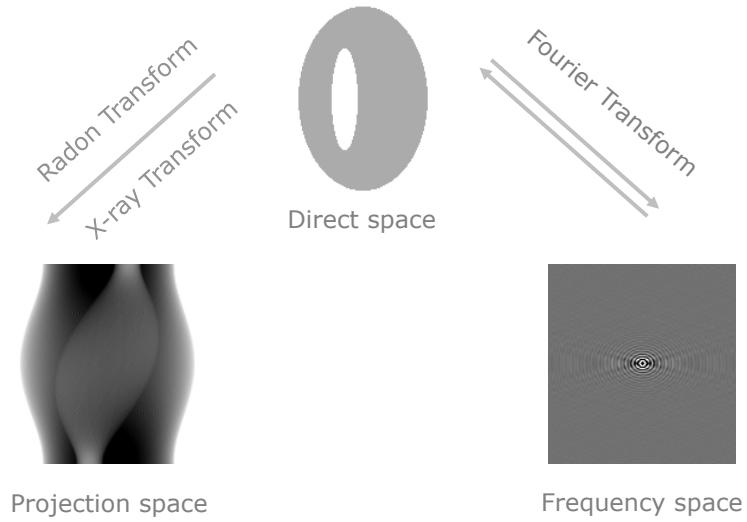 Radon Transform
X-ray Transform
Fourier Transform
Direct space
Projection space
Frequency space